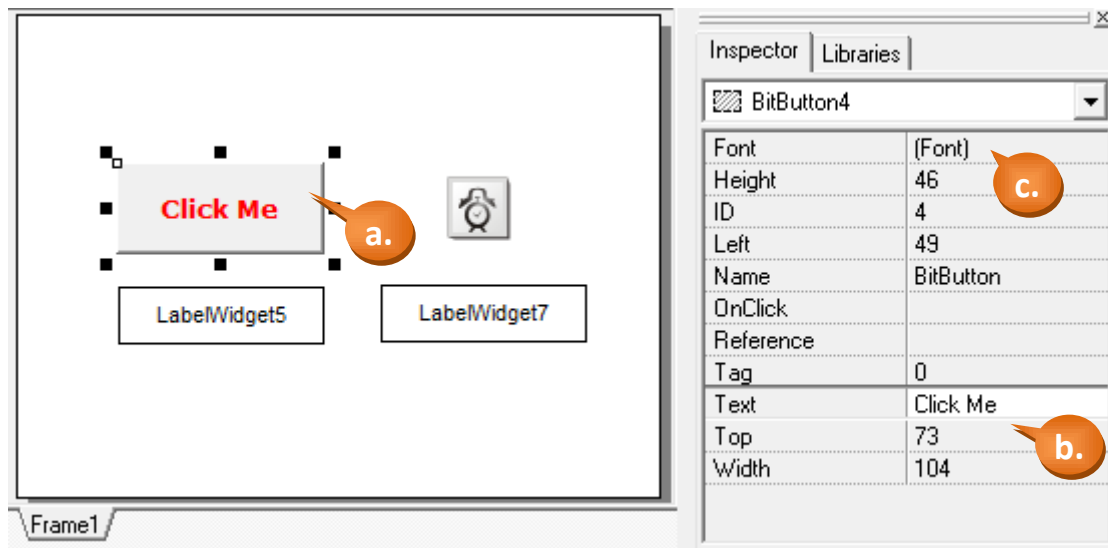 Inspector Libraries
BitButton4
Font (Font)
Height 46
ID 4
Left 49
Name BitButton
OnClick
Reference
Tag 0
Text Click Me
Top 73
Width 104
c.
b.
Click Me
a.
LabelWidget5
LabelWidget7
Frame1